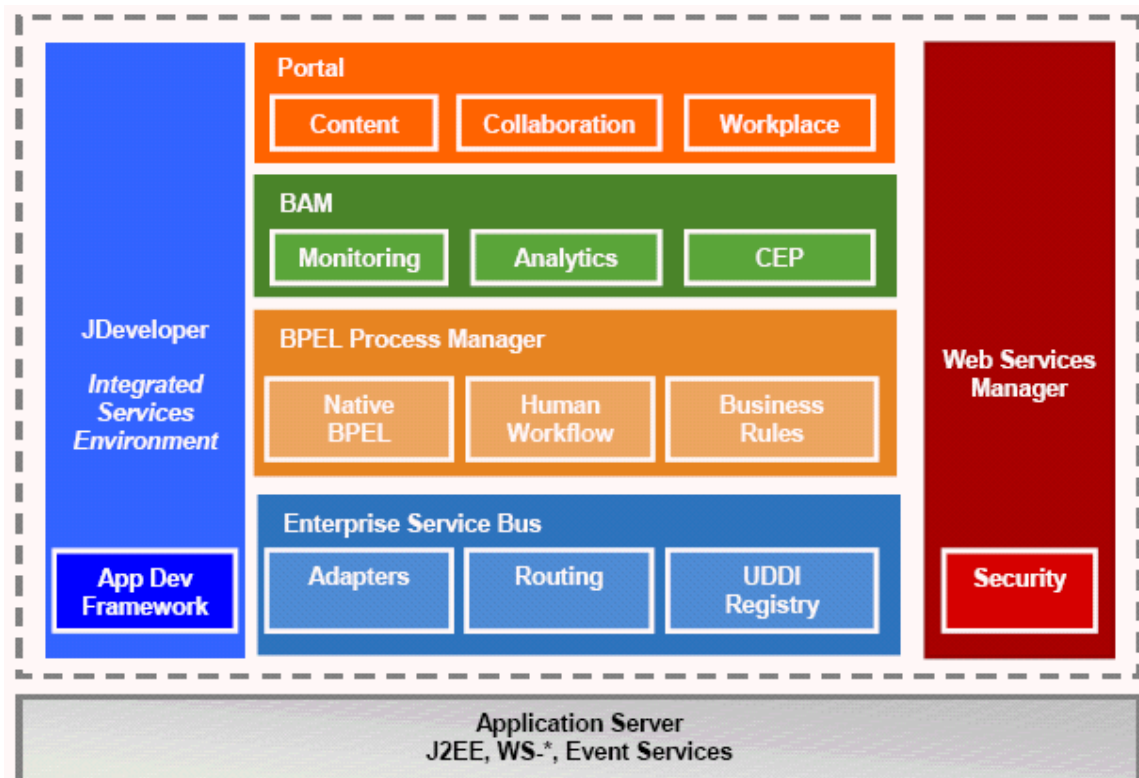 Portal
Content
Collaboration
Workplace
BAM
Monitoring
Analytics
CEP
JDeveloper
Integrated
Services
Environment
BPEL Process Manager
Native
BPEL
Human
Workflow
Business
Rules
Web Services
Manager
Enterprise Service Bus
App Dev
Framework
Adapters
Routing
UDDI
Registry
Security
Application Server
J2EE, WS-*, Event Services